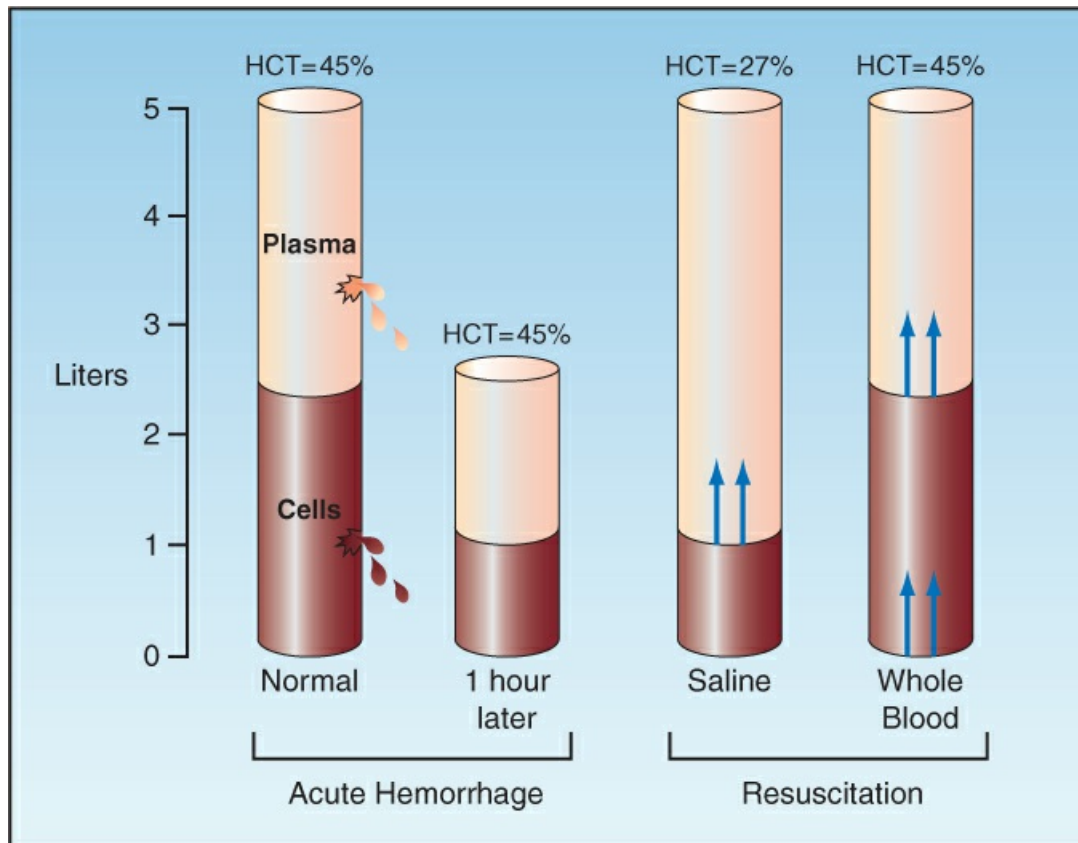 HCT=45%
HCT=27%
HCT=45%
5
4
Plasma
3
HCT=45%
Liters
2
Cells
1
0
Normal
1 hour
later
Saline
Whole
Blood
Acute Hemorrhage
Resuscitation